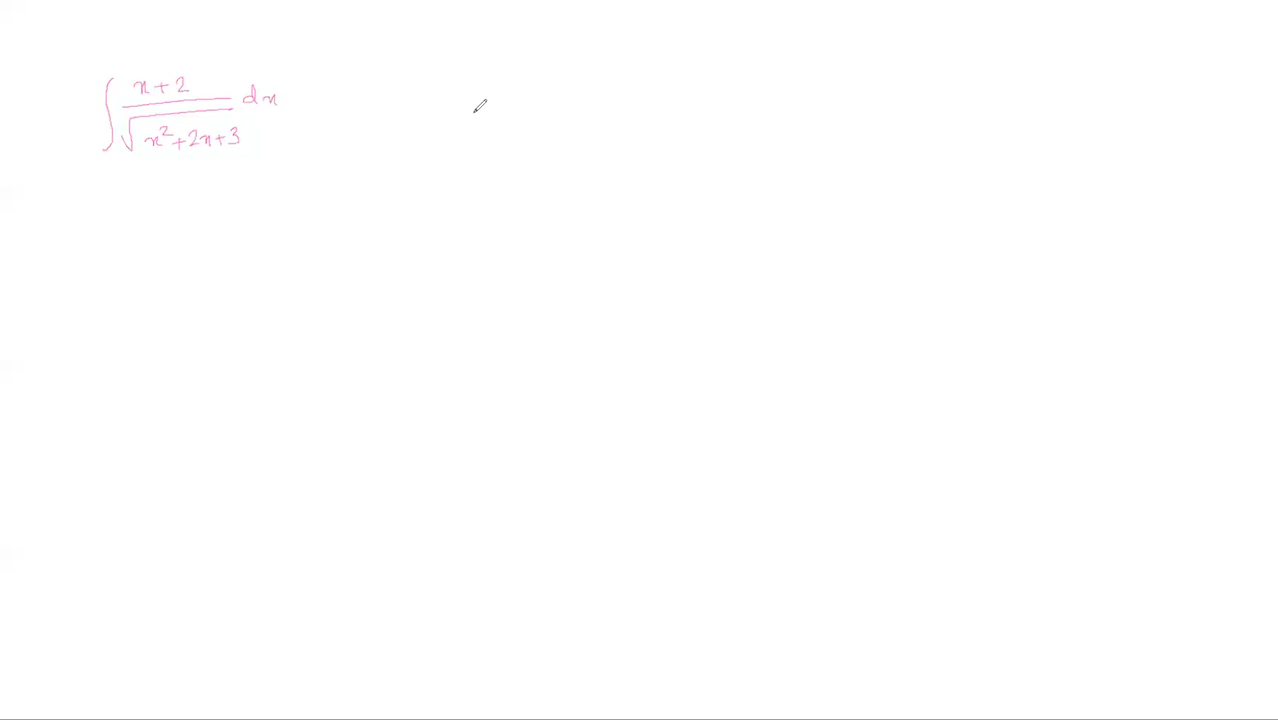 ∫ (x+2)/√(x²+2x+3) dx